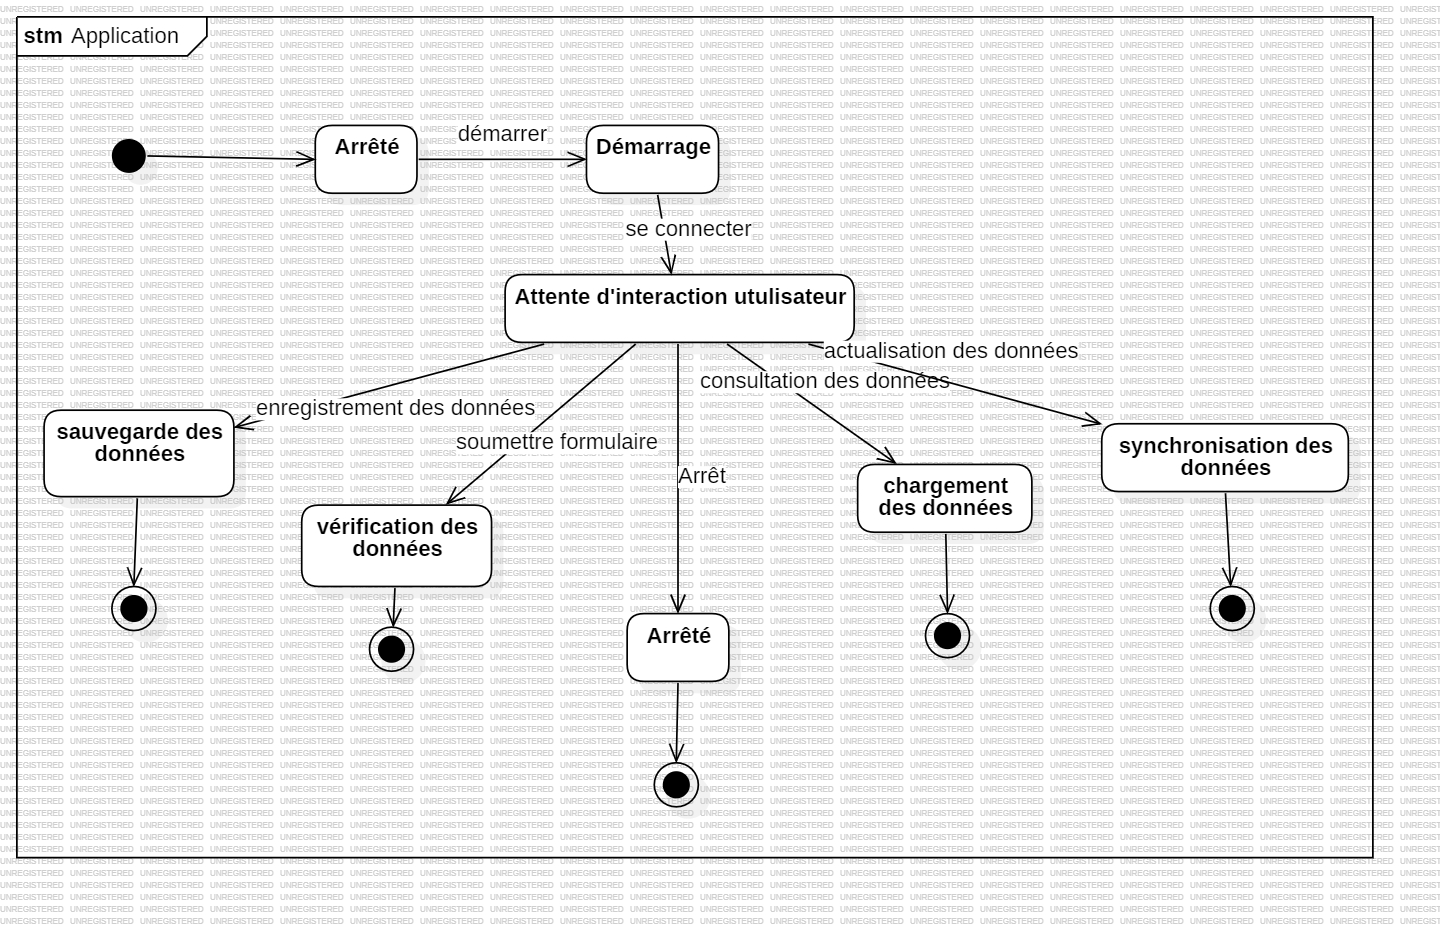 stm Application
Arrêté
démarrer
Démarrage
se connecter
Attente d'interaction utulisateur
actualisation des données
consultation des données
enregistrement des données
soumettre formulaire
Arrêt
sauvegarde des
données
vérification des
données
chargement
des données
synchronisation des
données
Arrêté
UNREGISTERED